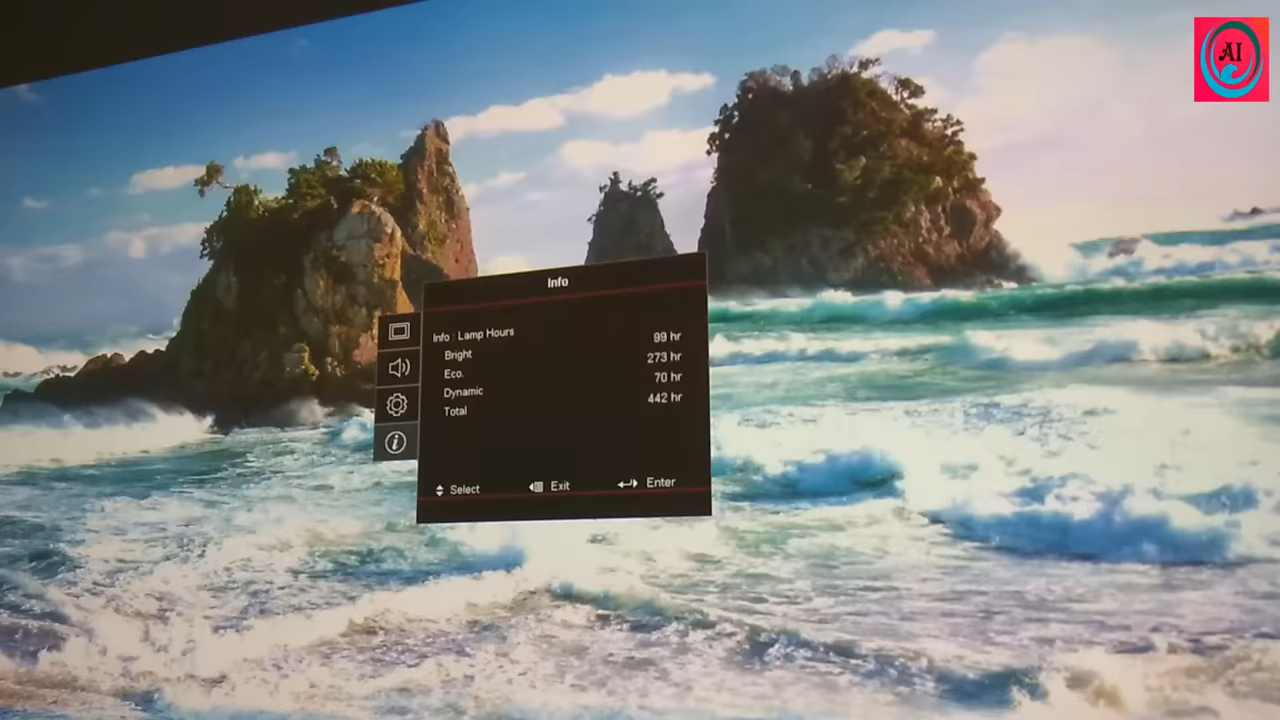 AI
Info
Info : Lamp Hours
Bright 99 hr
Eco. 273 hr
Dynamic 70 hr
Total 442 hr
Select Exit Enter